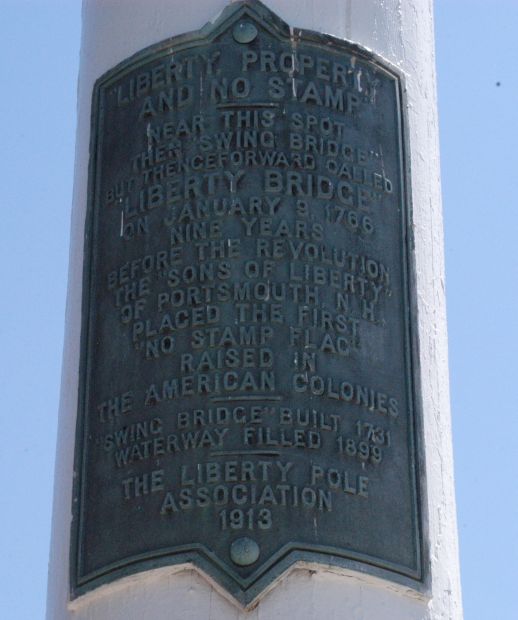 "LIBERTY, PROPERTY
AND NO STAMP"
NEAR THIS SPOT
THEN "SWING BRIDGE"
BUT THENCEFORWARD CALLED
"LIBERTY BRIDGE"
ON JANUARY 9, 1766
NINE YEARS
BEFORE THE REVOLUTION
THE "SONS OF LIBERTY"
OF PORTSMOUTH, N.H.
PLACED THE FIRST
"NO STAMP FLAG"
RAISED IN
THE AMERICAN COLONIES
"SWING BRIDGE" BUILT 1731
WATERWAY FILLED 1899
THE LIBERTY POLE
ASSOCIATION
1913